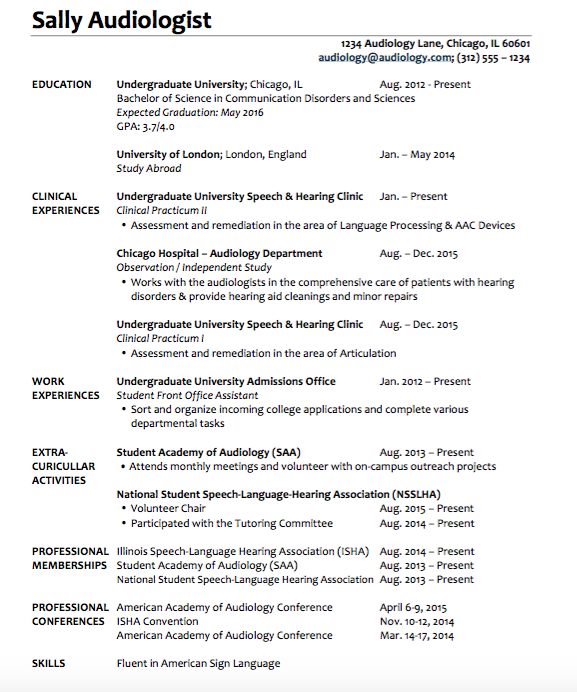 Sally Audiologist
1234 Audiology Lane, Chicago, IL 60601
audiology@audiology.com; (312) 555 – 1234
EDUCATION Undergraduate University; Chicago, IL Aug. 2012 - Present
Bachelor of Science in Communication Disorders and Sciences
Expected Graduation: May 2016
GPA: 3.7/4.0
University of London; London, England Jan. – May 2014
Study Abroad
CLINICAL Undergraduate University Speech & Hearing Clinic Jan. – Present
EXPERIENCES Clinical Practicum II
• Assessment and remediation in the area of Language Processing & AAC Devices
Chicago Hospital – Audiology Department Aug. – Dec. 2015
Observation / Independent Study
• Works with the audiologists in the comprehensive care of patients with hearing
disorders & provide hearing aid cleanings and minor repairs
Undergraduate University Speech & Hearing Clinic Aug. – Dec. 2015
Clinical Practicum I
• Assessment and remediation in the area of Articulation
WORK Undergraduate University Admissions Office Jan. 2012 – Present
EXPERIENCES Student Front Office Assistant
• Sort and organize incoming college applications and complete various
departmental tasks
EXTRA- Student Academy of Audiology (SAA) Aug. 2013 – Present
CURICULLAR • Attends monthly meetings and volunteer with on-campus outreach projects
ACTIVITIES
National Student Speech-Language-Hearing Association (NSSLHA)
• Volunteer Chair Aug. 2015 – Present
• Participated with the Tutoring Committee Aug. 2014 – Present
PROFESSIONAL Illinois Speech-Language Hearing Association (ISHA) Aug. 2014 – Present
MEMBERSHIPS Student Academy of Audiology (SAA) Aug. 2013 – Present
National Student Speech-Language Hearing Association Aug. 2013 – Present
PROFESSIONAL American Academy of Audiology Conference April 6-9, 2015
CONFERENCES ISHA Convention Nov. 10-12, 2014
American Academy of Audiology Conference Mar. 14-17, 2014
SKILLS Fluent in American Sign Language